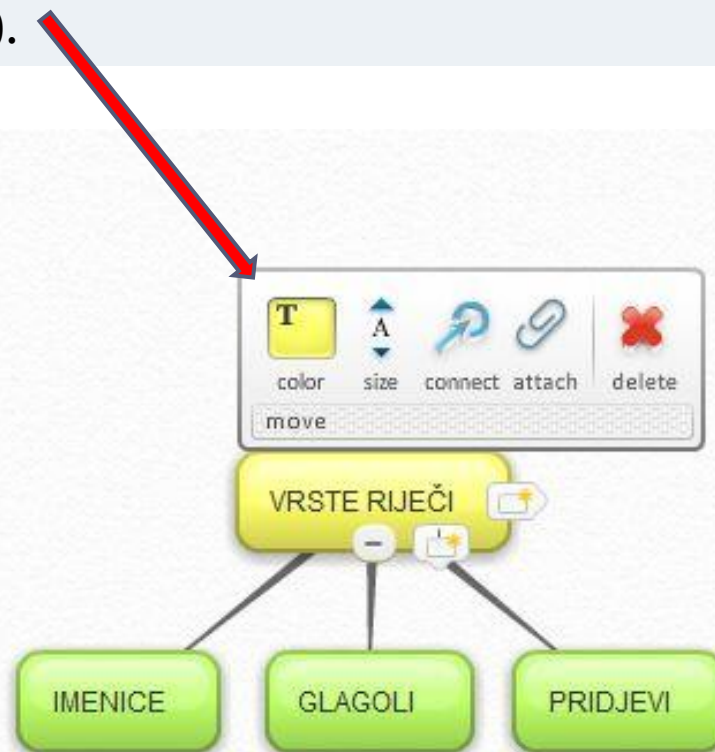 ).
T
A
color size connect attach delete
move
VRSTE RIJEČI
IMENICE GLAGOLI PRIDJEVI